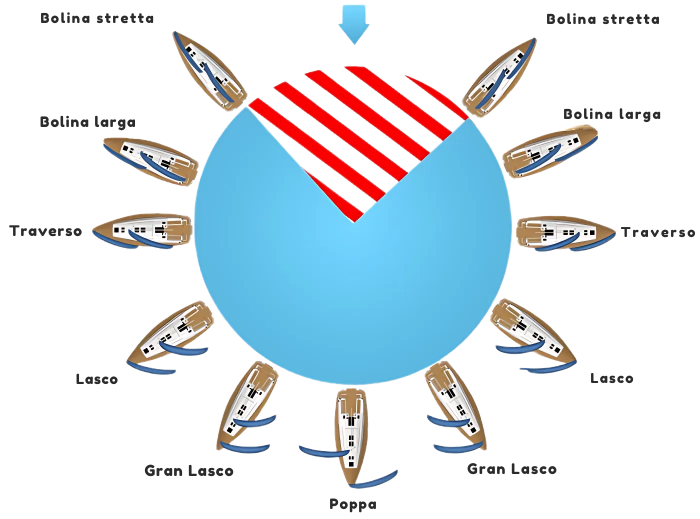 Bolina stretta
Bolina stretta
Bolina larga
Bolina larga
Traverso
Traverso
Lasco
Lasco
Gran Lasco
Gran Lasco
Poppa